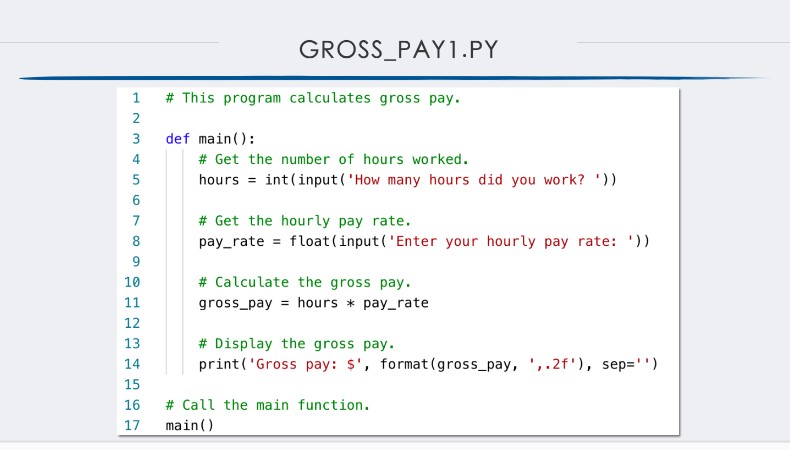 GROSS_PAY1.PY
1 # This program calculates gross pay.
2
3 def main():
4     # Get the number of hours worked.
5     hours = int(input('How many hours did you work? '))
6
7     # Get the hourly pay rate.
8     pay_rate = float(input('Enter your hourly pay rate: '))
9
10     # Calculate the gross pay.
11     gross_pay = hours * pay_rate
12
13     # Display the gross pay.
14     print('Gross pay: $', format(gross_pay, ',.2f'), sep='')
15
16 # Call the main function.
17 main()